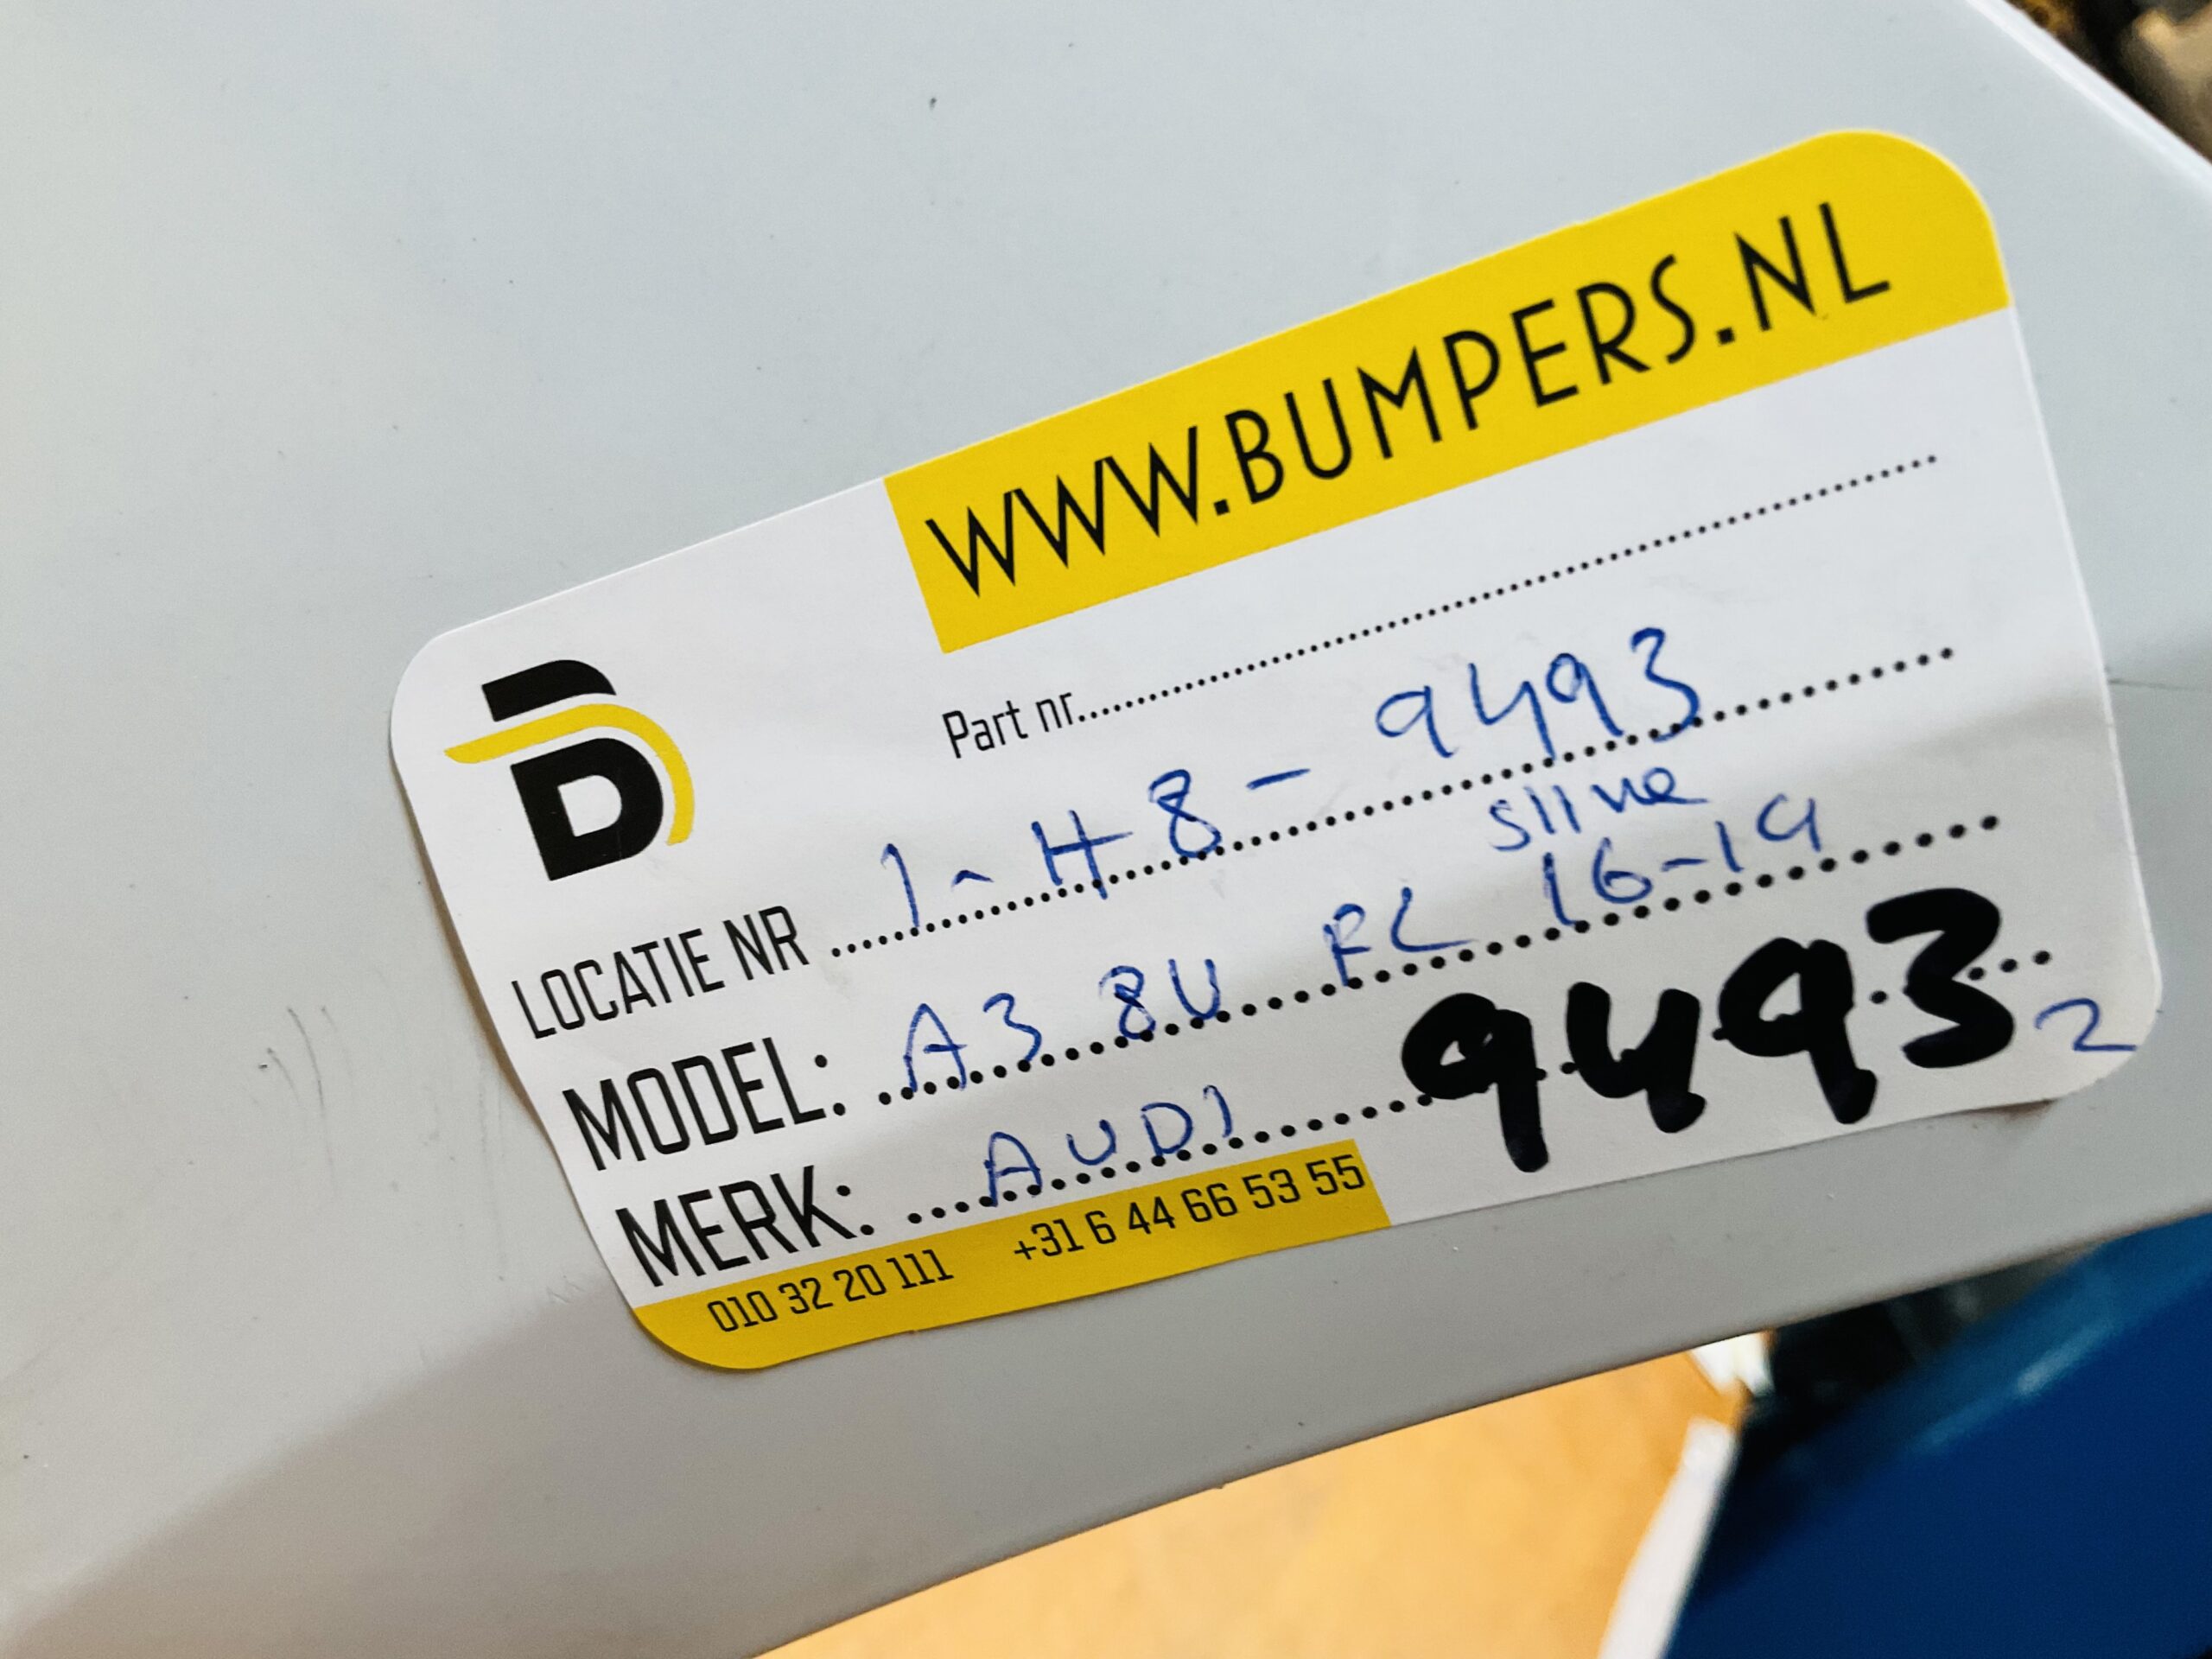 WWW.BUMPERS.NL
Part nr.
LOCATIE NR 1-H8-9493
sline
MODEL: A3 8V FL 16-19
MERK: AUDI 9493 2
010 32 20 111 +31 6 44 66 53 55